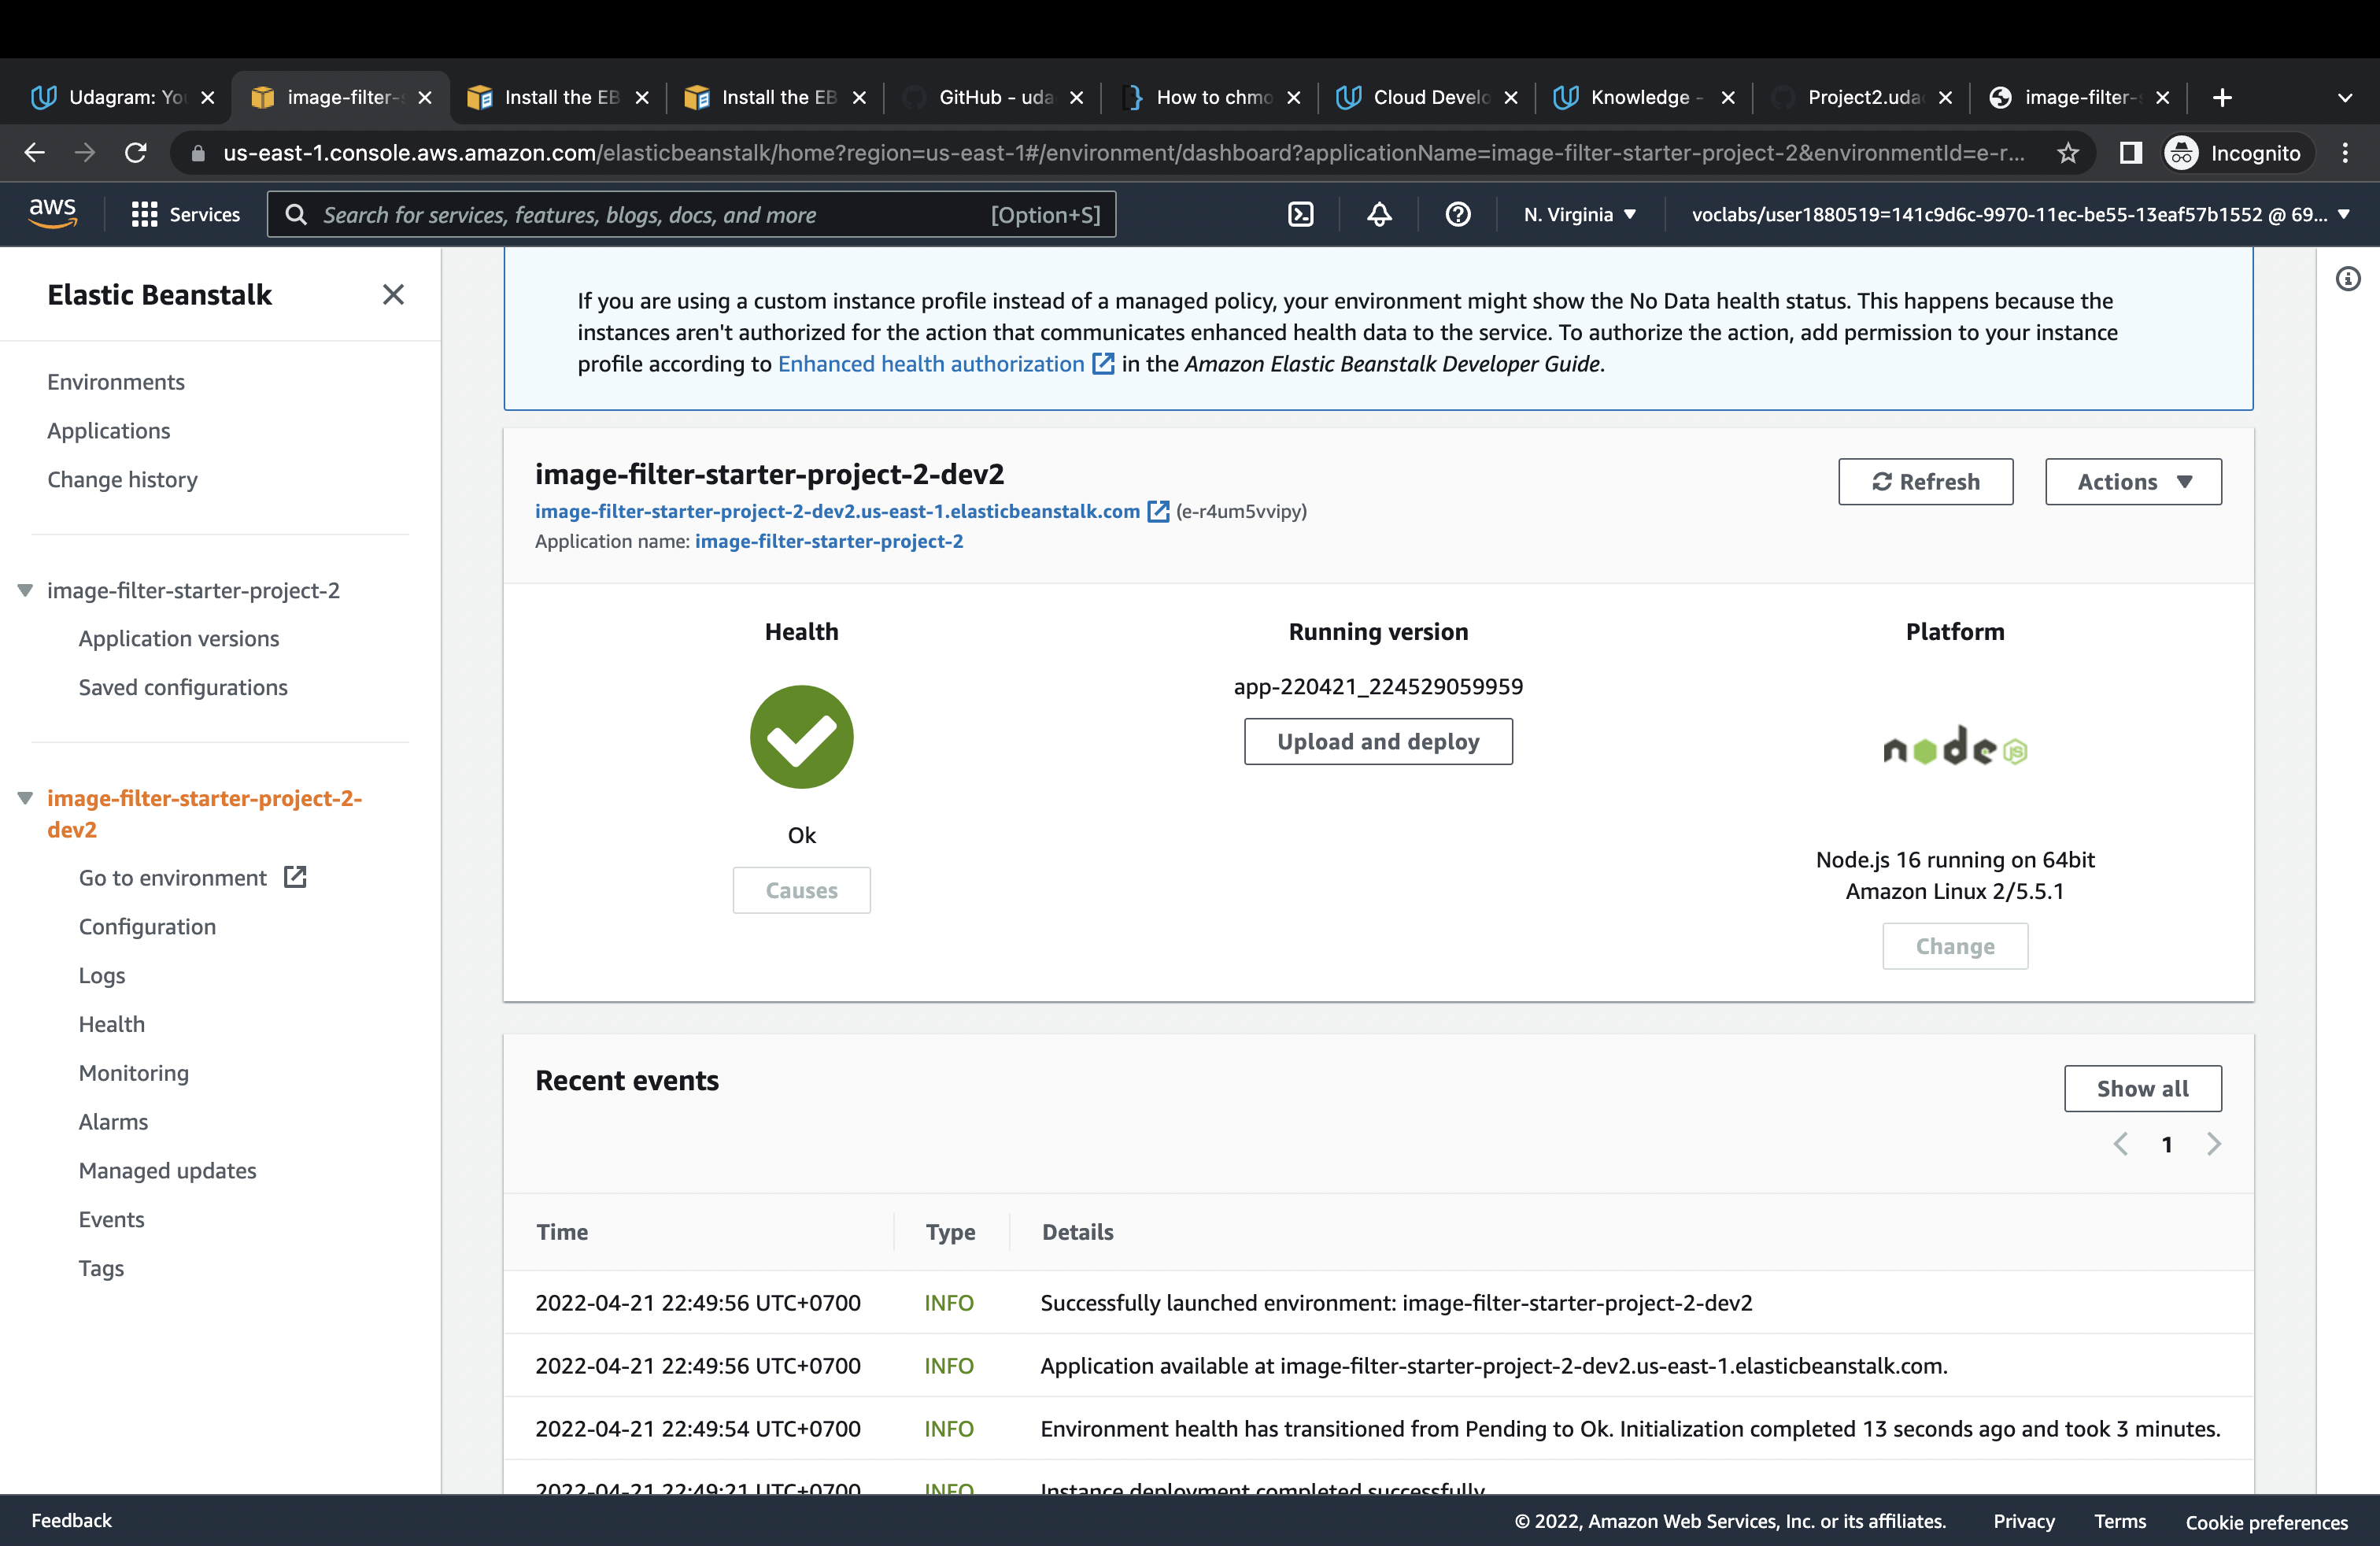 Udagram: Yo
image-filter-
Install the EB
Install the EB
GitHub - uda
How to chmo
Cloud Develo
Knowledge -
Project2.uda
image-filter-s
us-east-1.console.aws.amazon.com/elasticbeanstalk/home?region=us-east-1#/environment/dashboard?applicationName=image-filter-starter-project-2&environmentId=e-r...
Incognito
aws
Services
Search for services, features, blogs, docs, and more
[Option+S]
N. Virginia
voclabs/user1880519=141c9d6c-9970-11ec-be55-13eaf57b1552 @ 69...
Elastic Beanstalk
Environments
Applications
Change history
image-filter-starter-project-2
Application versions
Saved configurations
image-filter-starter-project-2-
dev2
Go to environment
Configuration
Logs
Health
Monitoring
Alarms
Managed updates
Events
Tags
If you are using a custom instance profile instead of a managed policy, your environment might show the No Data health status. This happens because the
instances aren't authorized for the action that communicates enhanced health data to the service. To authorize the action, add permission to your instance
profile according to Enhanced health authorization in the Amazon Elastic Beanstalk Developer Guide.
image-filter-starter-project-2-dev2
image-filter-starter-project-2-dev2.us-east-1.elasticbeanstalk.com (e-r4um5vvipy)
Application name: image-filter-starter-project-2
Refresh
Actions
Health
Ok
Causes
Running version
app-220421_224529059959
Upload and deploy
Platform
node JS
Node.js 16 running on 64bit
Amazon Linux 2/5.5.1
Change
Recent events
Show all
1
Time Type Details
2022-04-21 22:49:56 UTC+0700 INFO Successfully launched environment: image-filter-starter-project-2-dev2
2022-04-21 22:49:56 UTC+0700 INFO Application available at image-filter-starter-project-2-dev2.us-east-1.elasticbeanstalk.com.
2022-04-21 22:49:54 UTC+0700 INFO Environment health has transitioned from Pending to Ok. Initialization completed 13 seconds ago and took 3 minutes.
2022-04-21 22:49:21 UTC+0700 INFO Instance deployment completed successfully
Feedback
© 2022, Amazon Web Services, Inc. or its affiliates.
Privacy
Terms
Cookie preferences